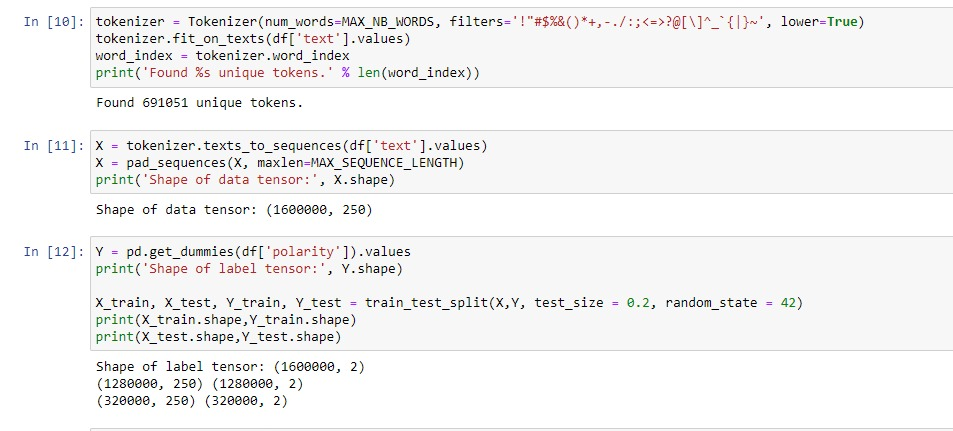 In [10]: tokenizer = Tokenizer(num_words=MAX_NB_WORDS, filters='!"#$%&()*+,-./:;<=>?@[\]^_`{|}~', lower=True)
tokenizer.fit_on_texts(df['text'].values)
word_index = tokenizer.word_index
print('Found %s unique tokens.' % len(word_index))
Found 691051 unique tokens.
In [11]: X = tokenizer.texts_to_sequences(df['text'].values)
X = pad_sequences(X, maxlen=MAX_SEQUENCE_LENGTH)
print('Shape of data tensor:', X.shape)
Shape of data tensor: (1600000, 250)
In [12]: Y = pd.get_dummies(df['polarity']).values
print('Shape of label tensor:', Y.shape)
X_train, X_test, Y_train, Y_test = train_test_split(X,Y, test_size = 0.2, random_state = 42)
print(X_train.shape,Y_train.shape)
print(X_test.shape,Y_test.shape)
Shape of label tensor: (1600000, 2)
(1280000, 250) (1280000, 2)
(320000, 250) (320000, 2)